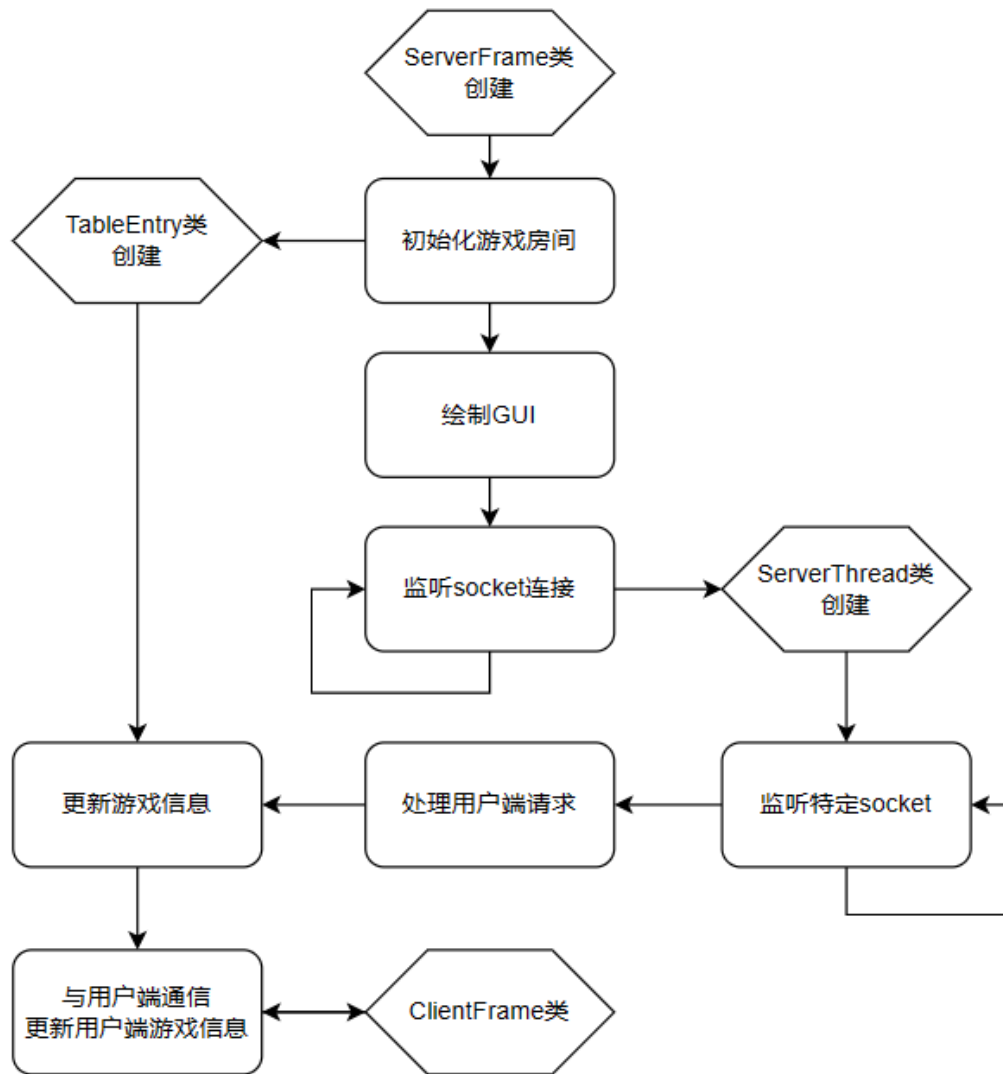 ServerFrame类
创建
TableEntry类
创建
初始化游戏房间
绘制GUI
监听socket连接
ServerThread类
创建
更新游戏信息
处理用户端请求
监听特定socket
与用户端通信
更新用户端游戏信息
ClientFrame类